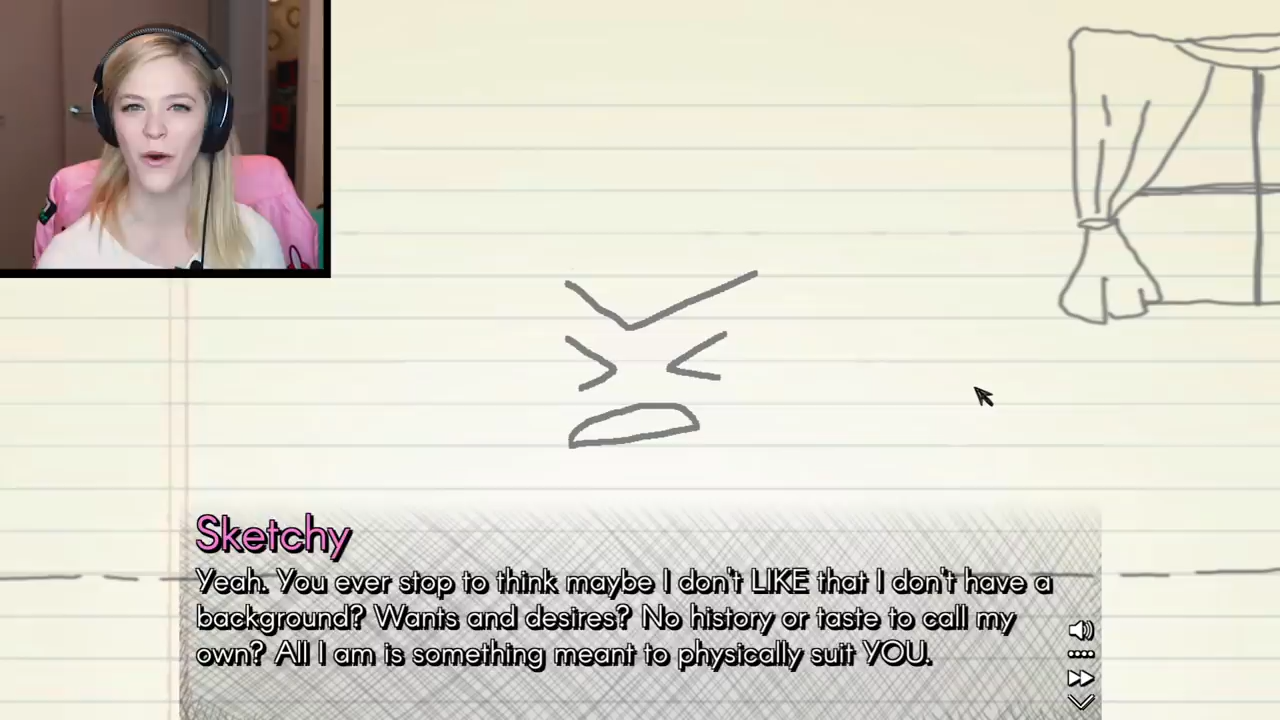 Sketchy
Yeah. You ever stop to think maybe I don't LIKE that I don't have a
background? Wants and desires? No history or taste to call my
own? All I am is something meant to physically suit YOU.